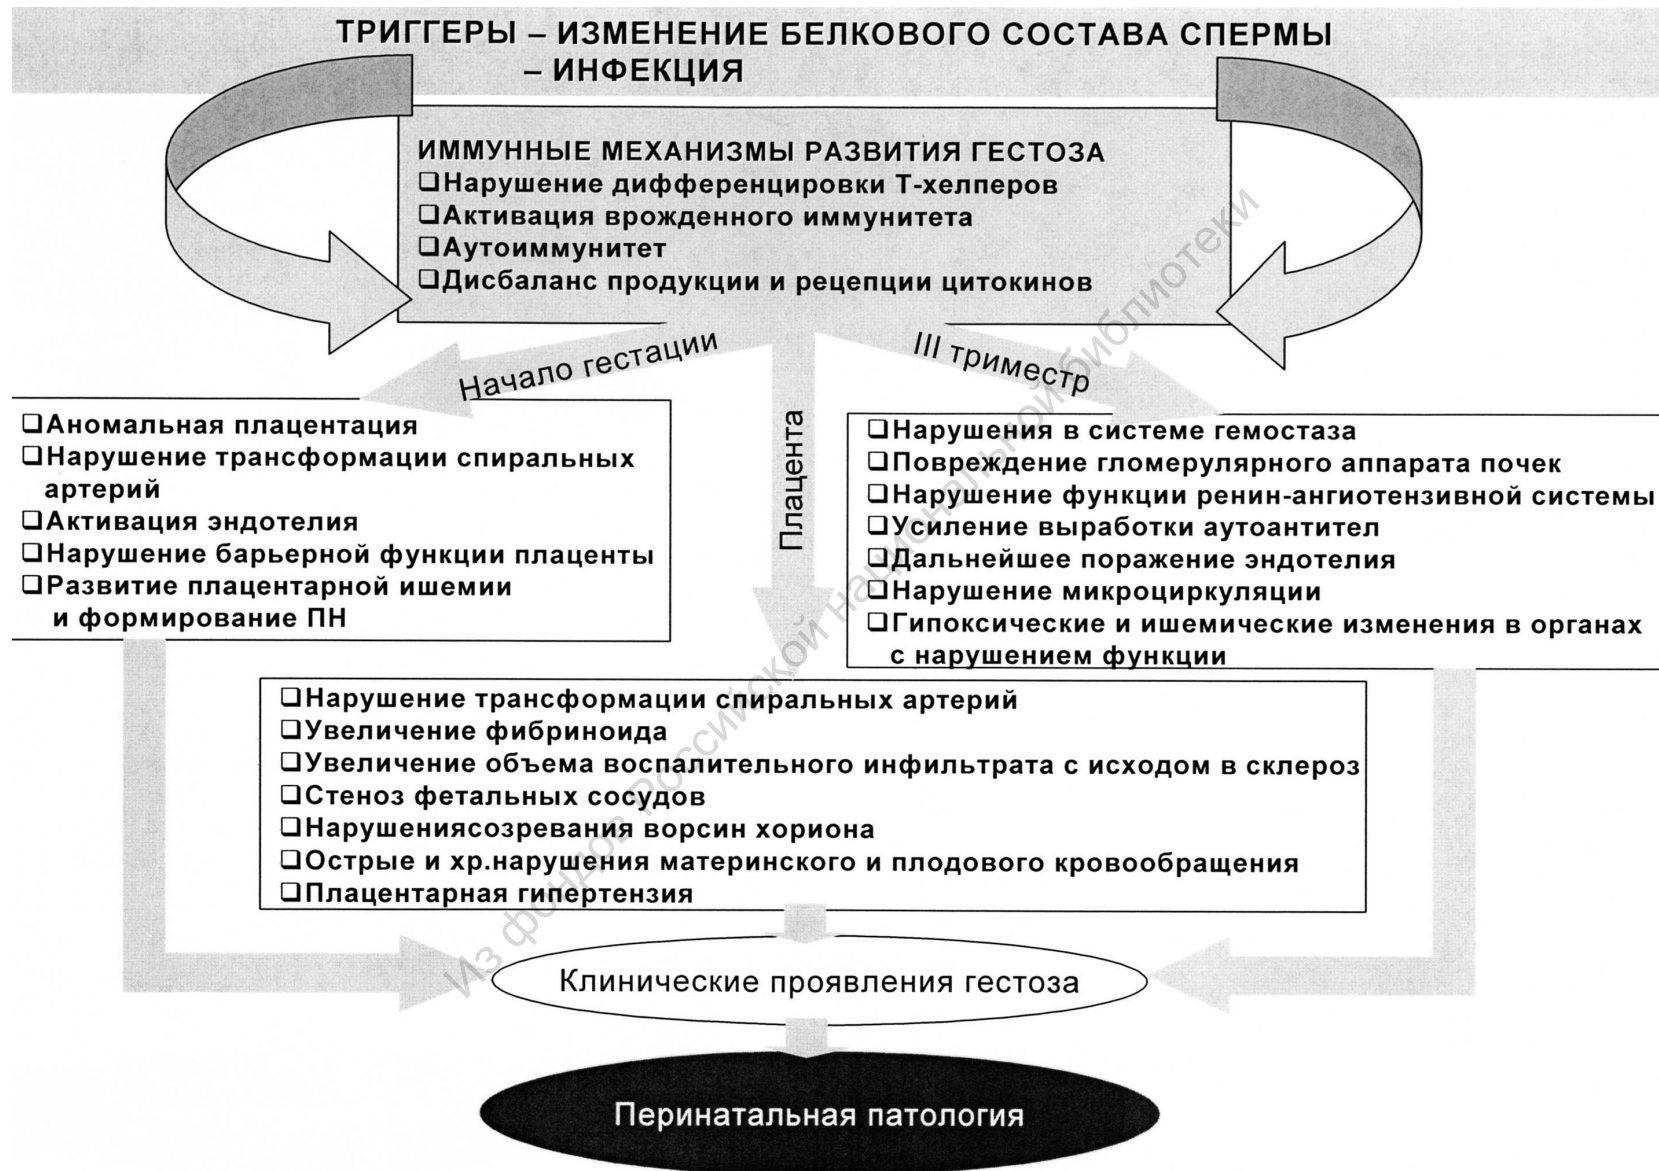 ТРИГГЕРЫ – ИЗМЕНЕНИЕ БЕЛКОВОГО СОСТАВА СПЕРМЫ
– ИНФЕКЦИЯ
ИММУННЫЕ МЕХАНИЗМЫ РАЗВИТИЯ ГЕСТОЗА
❑Нарушение дифференцировки Т-хелперов
❑Активация врожденного иммунитета
❑Аутоиммунитет
❑Дисбаланс продукции и рецепции цитокинов
Начало гестации
Плацента
III триместр
❑Аномальная плацентация
❑Нарушение трансформации спиральных
артерий
❑Активация эндотелия
❑Нарушение барьерной функции плаценты
❑Развитие плацентарной ишемии
и формирование ПН
❑Нарушения в системе гемостаза
❑Повреждение гломерулярного аппарата почек
❑Нарушение функции ренин-ангиотензивной системы
❑Усиление выработки аутоантител
❑Дальнейшее поражение эндотелия
❑Нарушение микроциркуляции
❑Гипоксические и ишемические изменения в органах
с нарушением функции
❑Нарушение трансформации спиральных артерий
❑Увеличение фибриноида
❑Увеличение объема воспалительного инфильтрата с исходом в склероз
❑Стеноз фетальных сосудов
❑Нарушениясозревания ворсин хориона
❑Острые и хр.нарушения материнского и плодового кровообращения
❑Плацентарная гипертензия
Клинические проявления гестоза
Перинатальная патология
Из фондов Российской национальной библиотеки